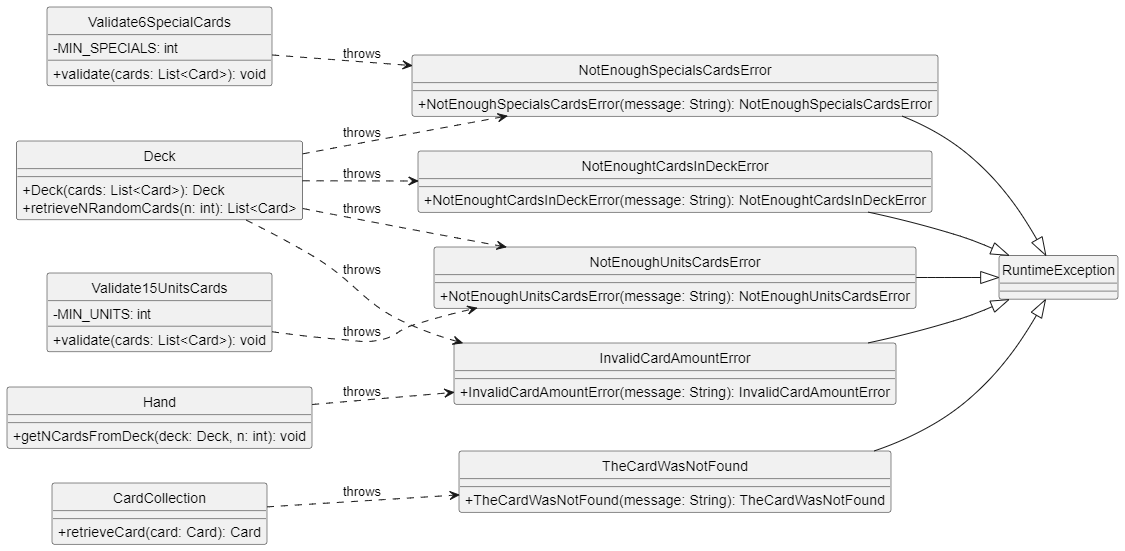 Validate6SpecialCards
-MIN_SPECIALS: int
+validate(cards: List<Card>): void
throws
NotEnoughSpecialsCardsError
+NotEnoughSpecialsCardsError(message: String): NotEnoughSpecialsCardsError
Deck
+Deck(cards: List<Card>): Deck
+retrieveNRandomCards(n: int): List<Card>
throws
throws
throws
throws
NotEnoughtCardsInDeckError
+NotEnoughtCardsInDeckError(message: String): NotEnoughtCardsInDeckError
NotEnoughUnitsCardsError
+NotEnoughUnitsCardsError(message: String): NotEnoughUnitsCardsError
RuntimeException
Validate15UnitsCards
-MIN_UNITS: int
+validate(cards: List<Card>): void
throws
InvalidCardAmountError
+InvalidCardAmountError(message: String): InvalidCardAmountError
Hand
+getNCardsFromDeck(deck: Deck, n: int): void
throws
TheCardWasNotFound
+TheCardWasNotFound(message: String): TheCardWasNotFound
CardCollection
+retrieveCard(card: Card): Card
throws